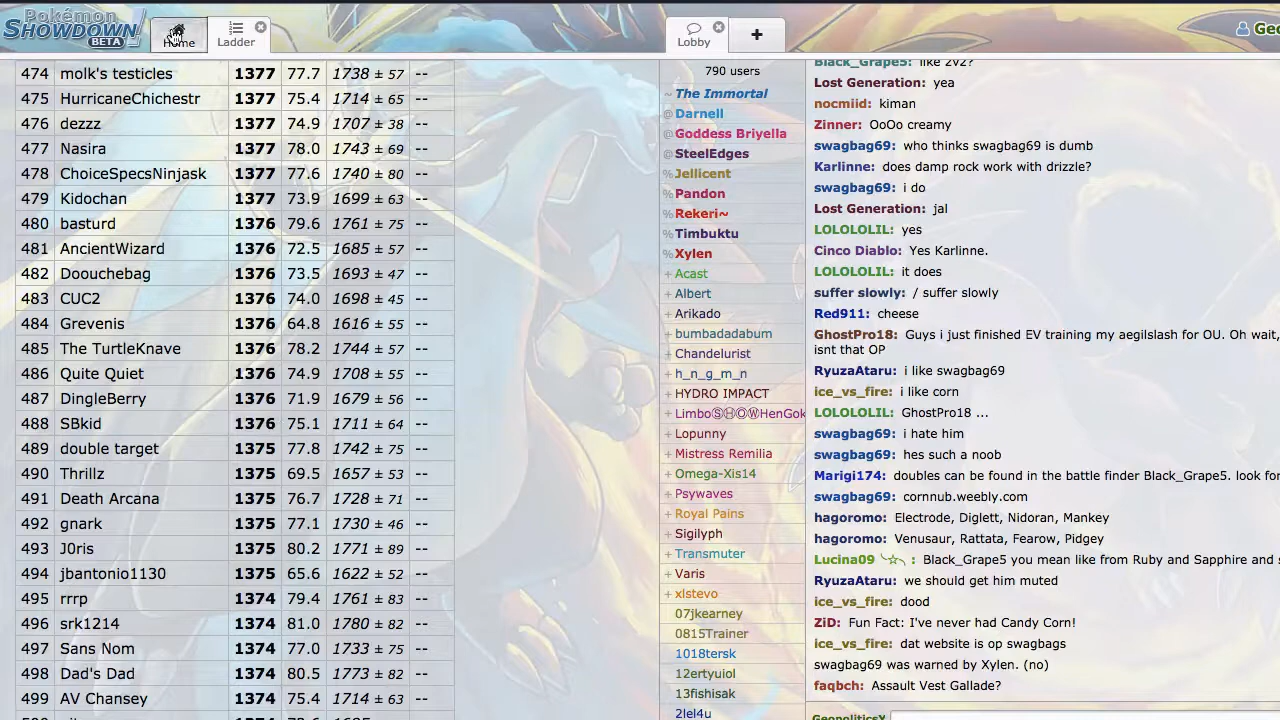 Pokémon
SHOWDOWN!
BETA
Home
Ladder
Lobby
+
474 molk's testicles 1377 77.7 1738 ± 57 --
475 HurricaneChichestr 1377 75.4 1714 ± 65 --
476 dezzz 1377 74.9 1707 ± 38 --
477 Nasira 1377 78.0 1743 ± 69 --
478 ChoiceSpecsNinjask 1377 77.6 1740 ± 80 --
479 Kidochan 1377 73.9 1699 ± 63 --
480 basturd 1376 79.6 1761 ± 75 --
481 AncientWizard 1376 72.5 1685 ± 57 --
482 Doouchebag 1376 73.5 1693 ± 47 --
483 CUC2 1376 74.0 1698 ± 45 --
484 Grevenis 1376 64.8 1616 ± 55 --
485 The TurtleKnave 1376 78.2 1744 ± 57 --
486 Quite Quiet 1376 74.9 1708 ± 55 --
487 DingleBerry 1376 71.9 1679 ± 56 --
488 SBkid 1376 75.1 1711 ± 64 --
489 double target 1375 77.8 1742 ± 75 --
490 Thrillz 1375 69.5 1657 ± 53 --
491 Death Arcana 1375 76.7 1728 ± 71 --
492 gnark 1375 77.1 1730 ± 46 --
493 J0ris 1375 80.2 1771 ± 89 --
494 jbantonio1130 1375 65.6 1622 ± 52 --
495 rrrp 1374 79.4 1761 ± 83 --
496 srk1214 1374 81.0 1780 ± 82 --
497 Sans Nom 1374 77.0 1733 ± 75 --
498 Dad's Dad 1374 80.5 1773 ± 82 --
499 AV Chansey 1374 75.4 1714 ± 63 --
790 users
~ The Immortal
@ Darnell
@ Goddess Briyella
@ SteelEdges
% Jellicent
% Pandon
% Rekeri~
% Timbuktu
% Xylen
+ Acast
+ Albert
+ Arikado
+ bumbadadabum
+ Chandelurist
+ h_n_g_m_n
+ HYDRO IMPACT
+ LimboⓈⒽⓄⓌHenGok
+ Lopunny
+ Mistress Remilia
+ Omega-Xis14
+ Psywaves
+ Royal Pains
+ Sigilyph
+ Transmuter
+ Varis
+ xlstevo
07jkearney
0815Trainer
1018tersk
12ertyuiol
13fishisak
2lel4u
Black_Grape5: like 2v2?
Lost Generation: yea
nocmiid: kiman
Zinner: OoOo creamy
swagbag69: who thinks swagbag69 is dumb
Karlinne: does damp rock work with drizzle?
swagbag69: i do
Lost Generation: jal
LOLOLOLIL: yes
Cinco Diablo: Yes Karlinne.
LOLOLOLIL: it does
suffer slowly: / suffer slowly
Red911: cheese
GhostPro18: Guys i just finished EV training my aegilslash for OU. Oh wait,
isnt that OP
RyuzaAtaru: i like swagbag69
ice_vs_fire: i like corn
LOLOLOLIL: GhostPro18 ...
swagbag69: i hate him
swagbag69: hes such a noob
Marigi174: doubles can be found in the battle finder Black_Grape5. look for
swagbag69: cornnub.weebly.com
hagoromo: Electrode, Diglett, Nidoran, Mankey
hagoromo: Venusaur, Rattata, Fearow, Pidgey
Lucina09 ╰☆╮: Black_Grape5 you mean like from Ruby and Sapphire and s
RyuzaAtaru: we should get him muted
ice_vs_fire: dood
ZiD: Fun Fact: I've never had Candy Corn!
ice_vs_fire: dat website is op swagbags
swagbag69 was warned by Xylen. (no)
faqbch: Assault Vest Gallade?